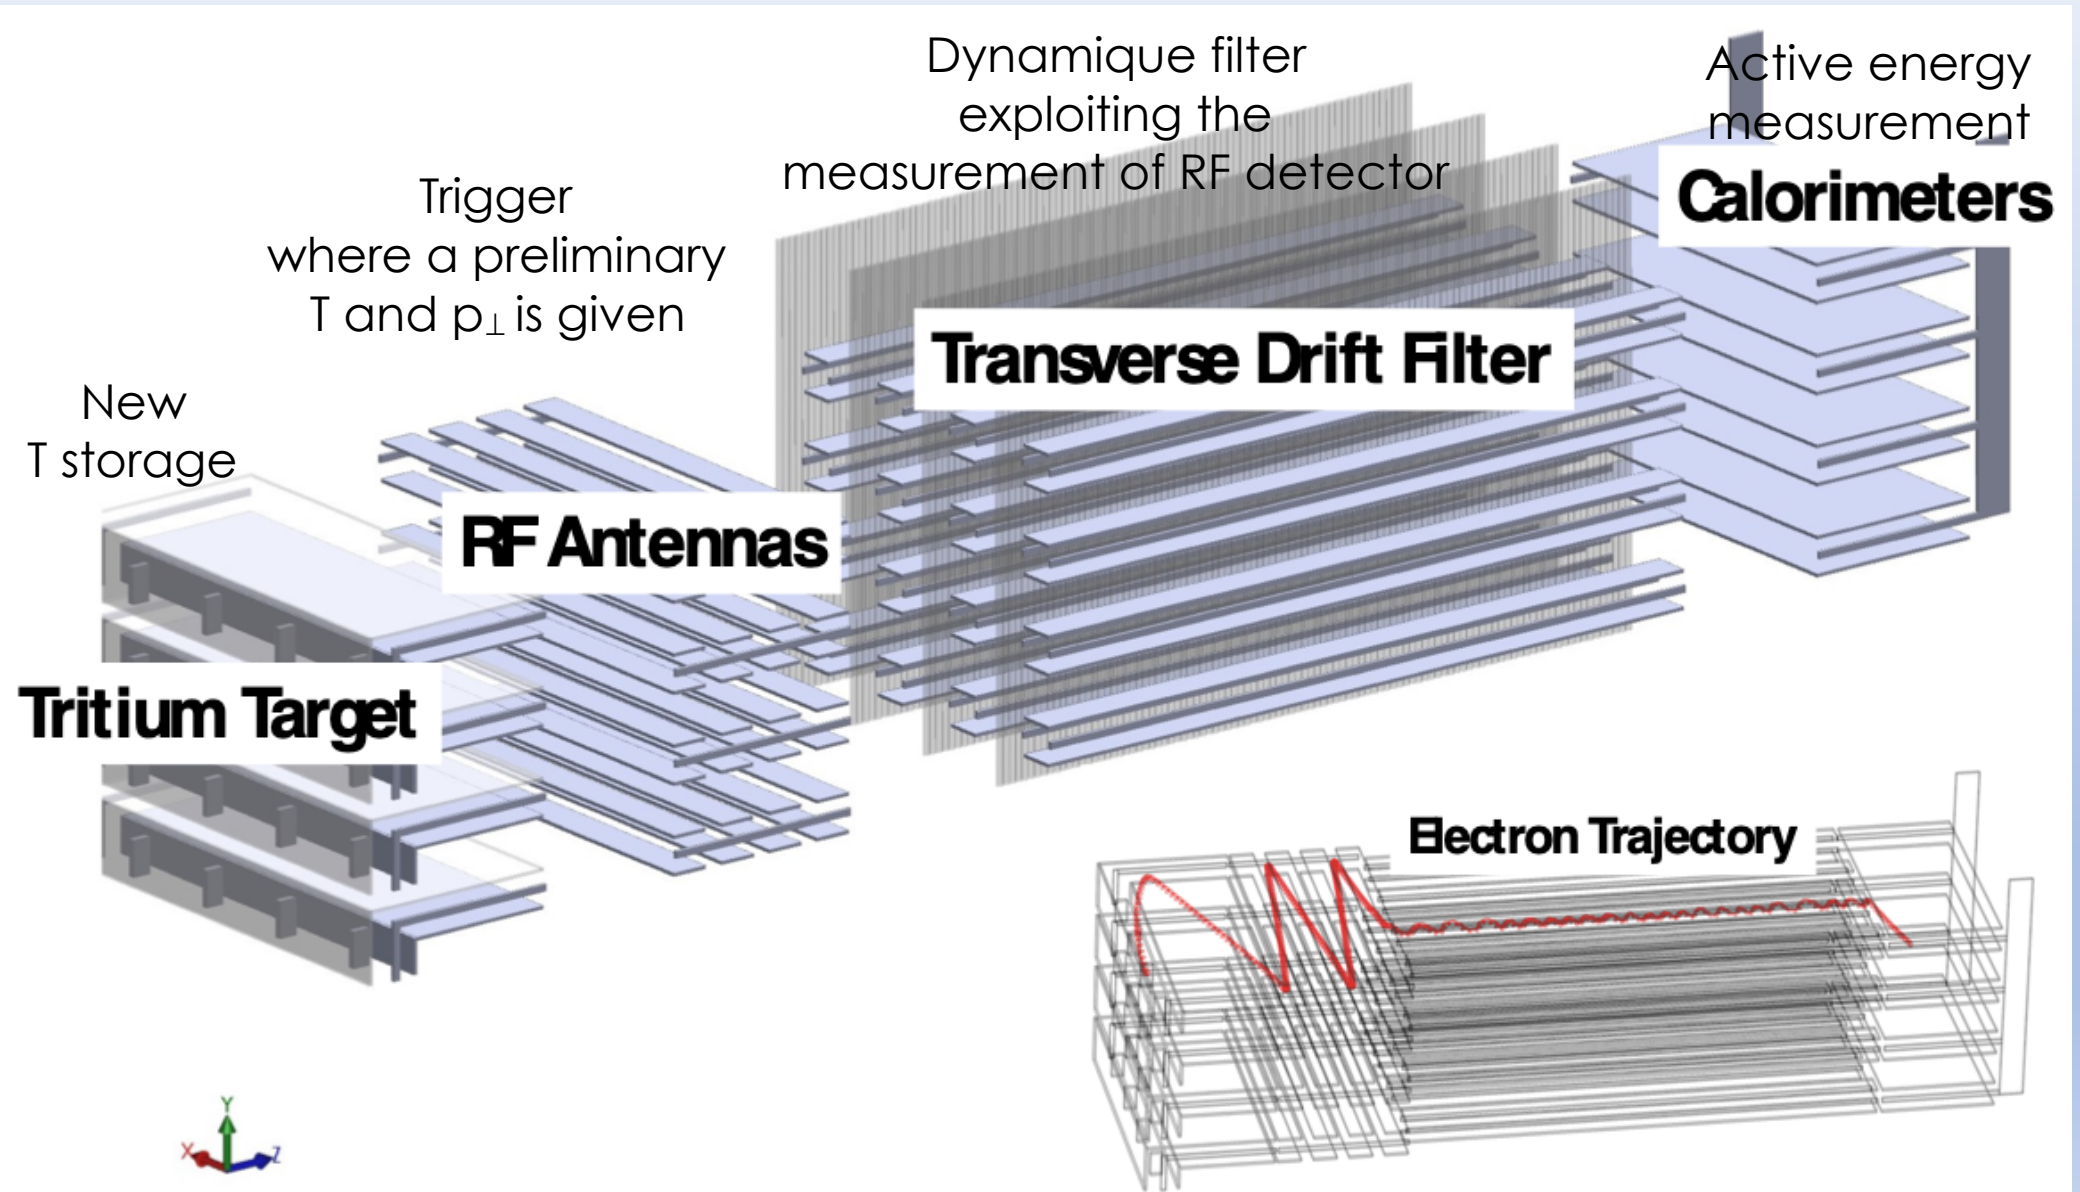 Dynamique filter
exploiting the
measurement of RF detector
Active energy
measurement
Calorimeters
Trigger
where a preliminary
T and p⊥ is given
Transverse Drift Filter
New
T storage
RF Antennas
Tritium Target
Electron Trajectory
Y
X
Z